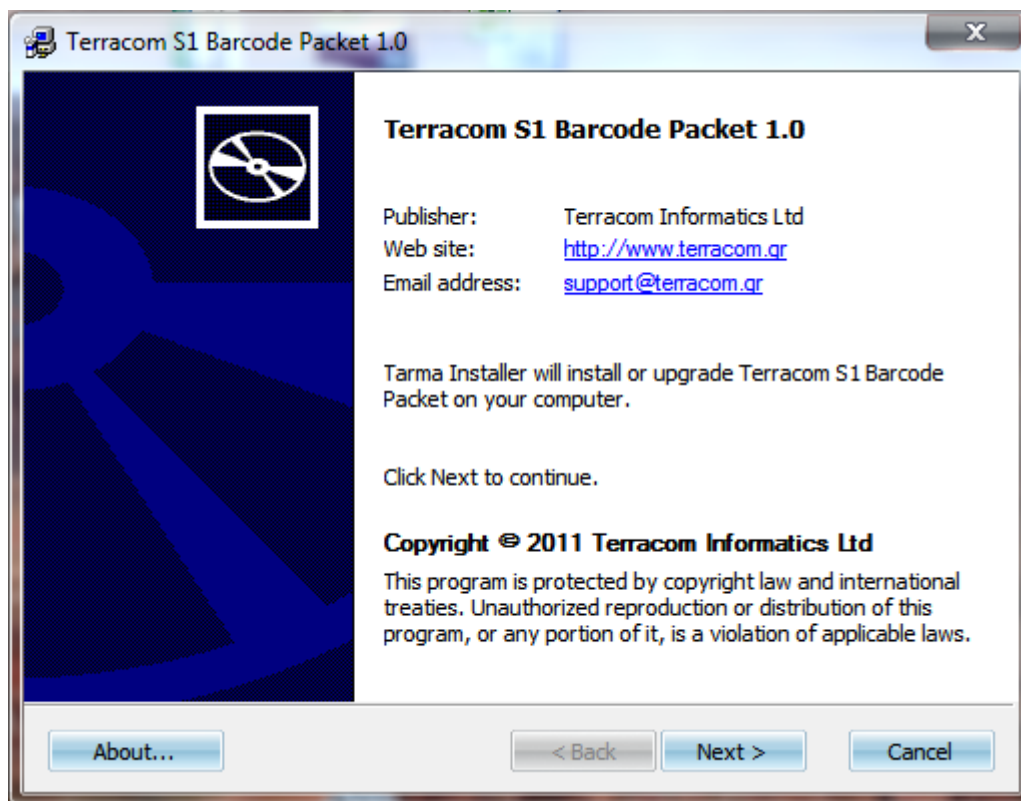 Terracom S1 Barcode Packet 1.0
Terracom S1 Barcode Packet 1.0
Publisher: Terracom Informatics Ltd
Web site: http://www.terracom.gr
Email address: support@terracom.gr
Tarma Installer will install or upgrade Terracom S1 Barcode
Packet on your computer.
Click Next to continue.
Copyright © 2011 Terracom Informatics Ltd
This program is protected by copyright law and international
treaties. Unauthorized reproduction or distribution of this
program, or any portion of it, is a violation of applicable laws.
About... < Back Next > Cancel